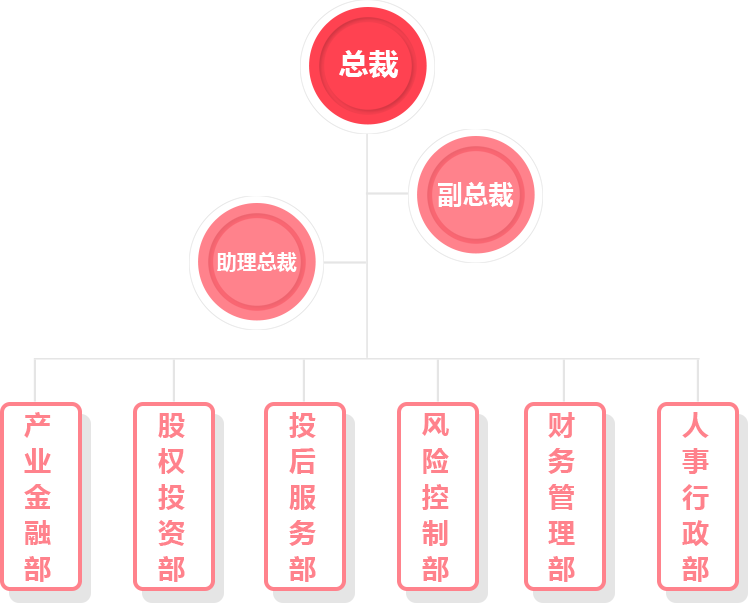 总裁
副总裁
助理总裁
产业金融部
股权投资部
投后服务部
风险控制部
财务管理部
人事行政部